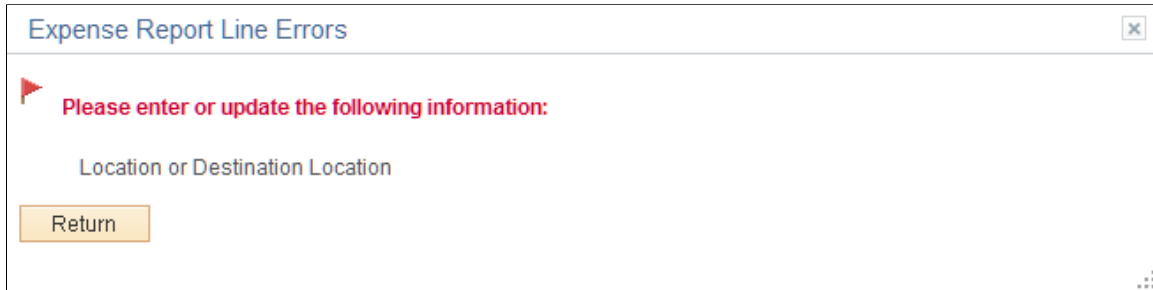 Expense Report Line Errors
Please enter or update the following information:
Location or Destination Location
Return